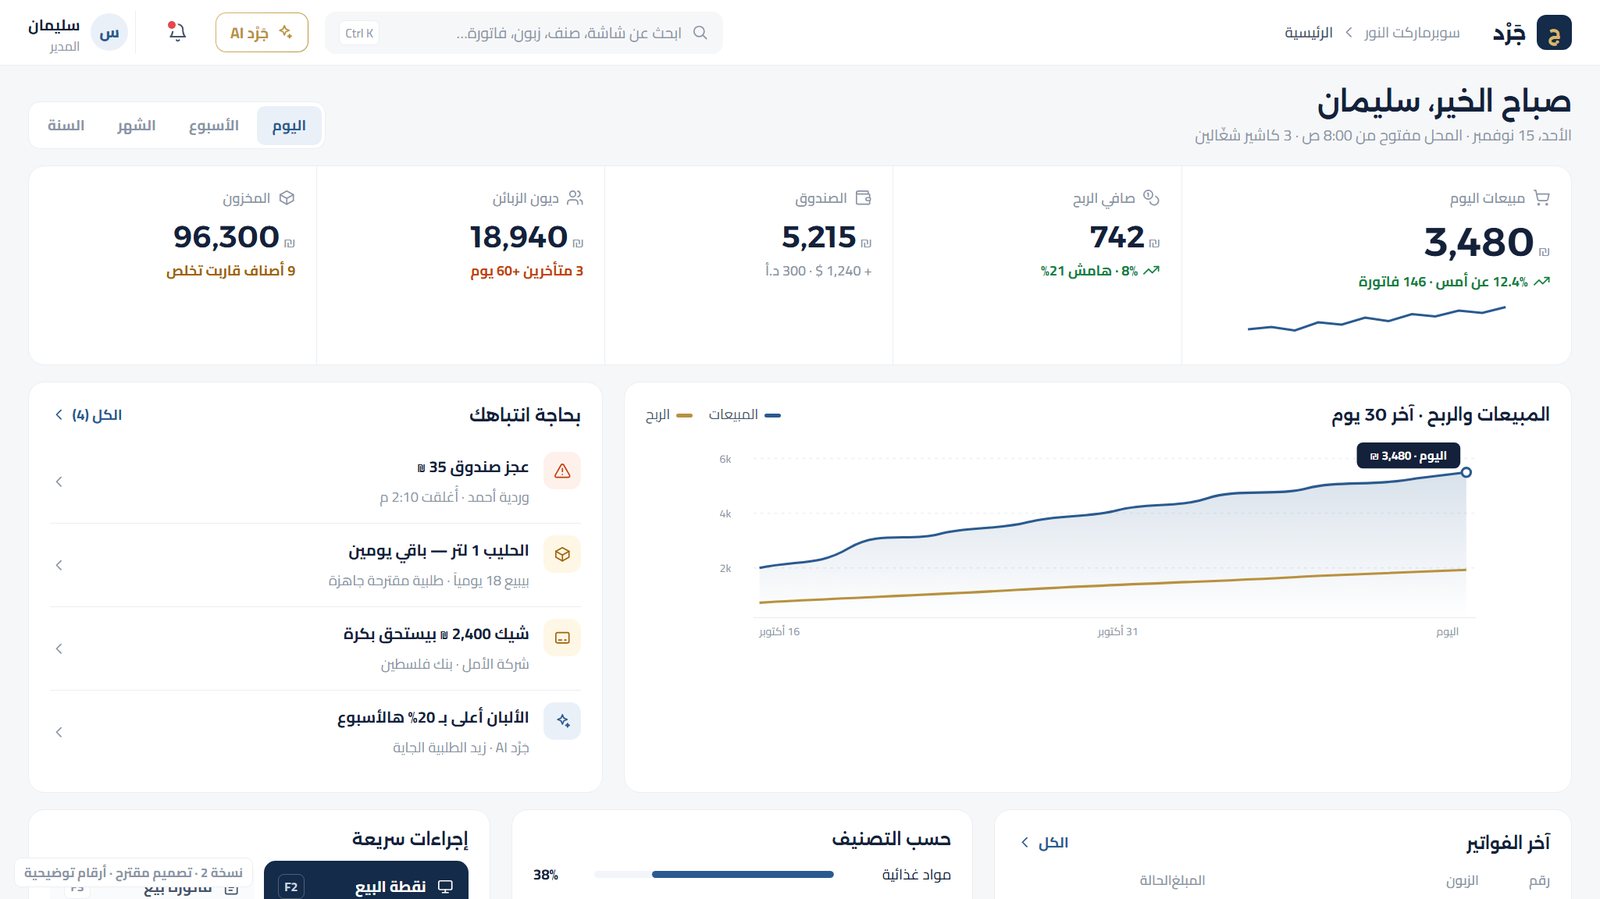 ج جَرْد
سوبرماركت النور > الرئيسية
ابحث عن شاشة، صنف، زبون، فاتورة... Ctrl K
جَرْد AI
س سليمان
المدير
صباح الخير، سليمان
الأحد، 15 نوفمبر · المحل مفتوح من 8:00 ص · 3 كاشير شغّالين
اليوم الأسبوع الشهر السنة
مبيعات اليوم
3,480 ₪
12.4% عن أمس · 146 فاتورة
صافي الربح
742 ₪
8% · هامش 21%
الصندوق
5,215 ₪
+ 1,240 $ · 300 د.أ
ديون الزبائن
18,940 ₪
3 متأخرين +60 يوم
المخزون
96,300 ₪
9 أصناف قاربت تخلص
المبيعات والربح · آخر 30 يوم
المبيعات الربح
اليوم · 3,480 ₪
6k
4k
2k
اليوم 31 أكتوبر 16 أكتوبر
بحاجة انتباهك
الكل (4)
عجز صندوق 35 ₪
وردية أحمد · أُغلقت 2:10 م
الحليب 1 لتر — باقي يومين
بيبيع 18 يومياً · طلبية مقترحة جاهزة
شيك 2,400 ₪ بيستحق بكرة
شركة الأمل · بنك فلسطين
الألبان أعلى بـ 20% هالأسبوع
جَرْد AI · زيد الطلبية الجاية
آخر الفواتير
الكل
رقم الزبون المبلغ الحالة
حسب التصنيف
مواد غذائية 38%
إجراءات سريعة
نقطة البيع F2
فاتورة بيع F3
نسخة 2 · تصميم مقترح · أرقام توضيحية